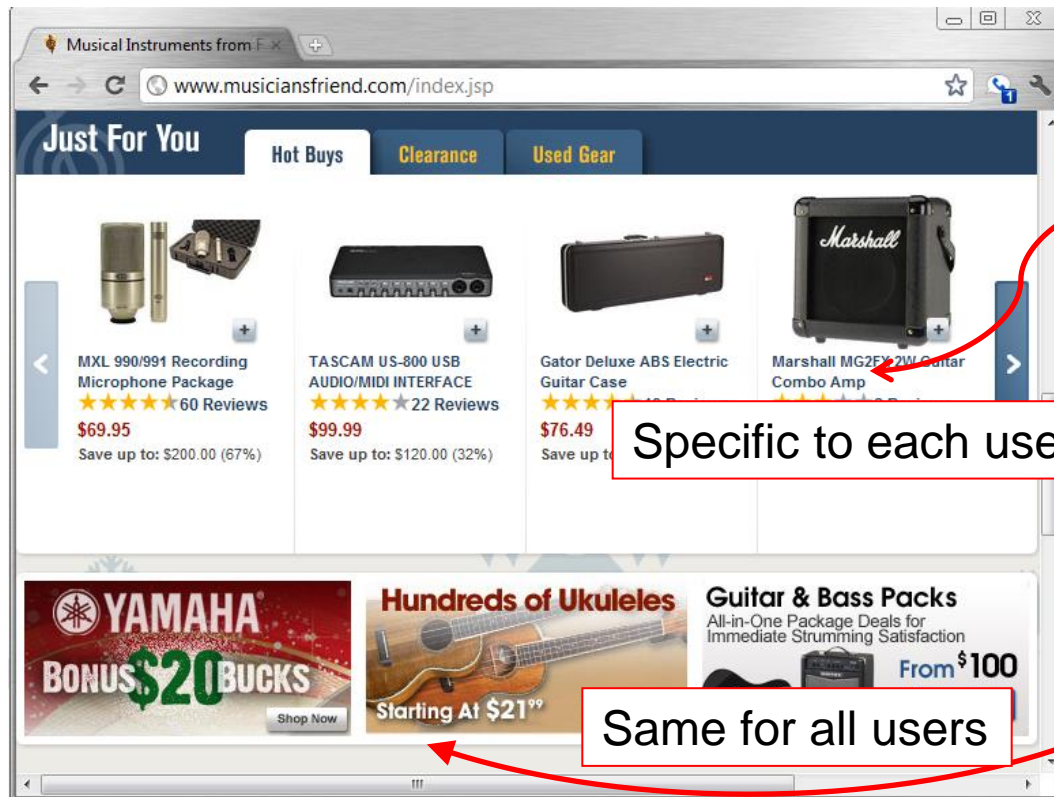 Musical Instruments from F
www.musiciansfriend.com/index.jsp
1
Just For You
Hot Buys
Clearance
Used Gear
Marshall
MXL 990/991 Recording
Microphone Package
60 Reviews
$69.95
Save up to: $200.00 (67%)
TASCAM US-800 USB
AUDIO/MIDI INTERFACE
22 Reviews
$99.99
Save up to: $120.00 (32%)
Gator Deluxe ABS Electric
Guitar Case
$76.49
Save up to
Marshall MG2FX 2W Guitar
Combo Amp
Specific to each use
YAMAHA
BONUS $20 BUCKS
Shop Now
Hundreds of Ukuleles
Starting At $21⁹⁹
Guitar & Bass Packs
All-in-One Package Deals for
Immediate Strumming Satisfaction
From $100
Same for all users